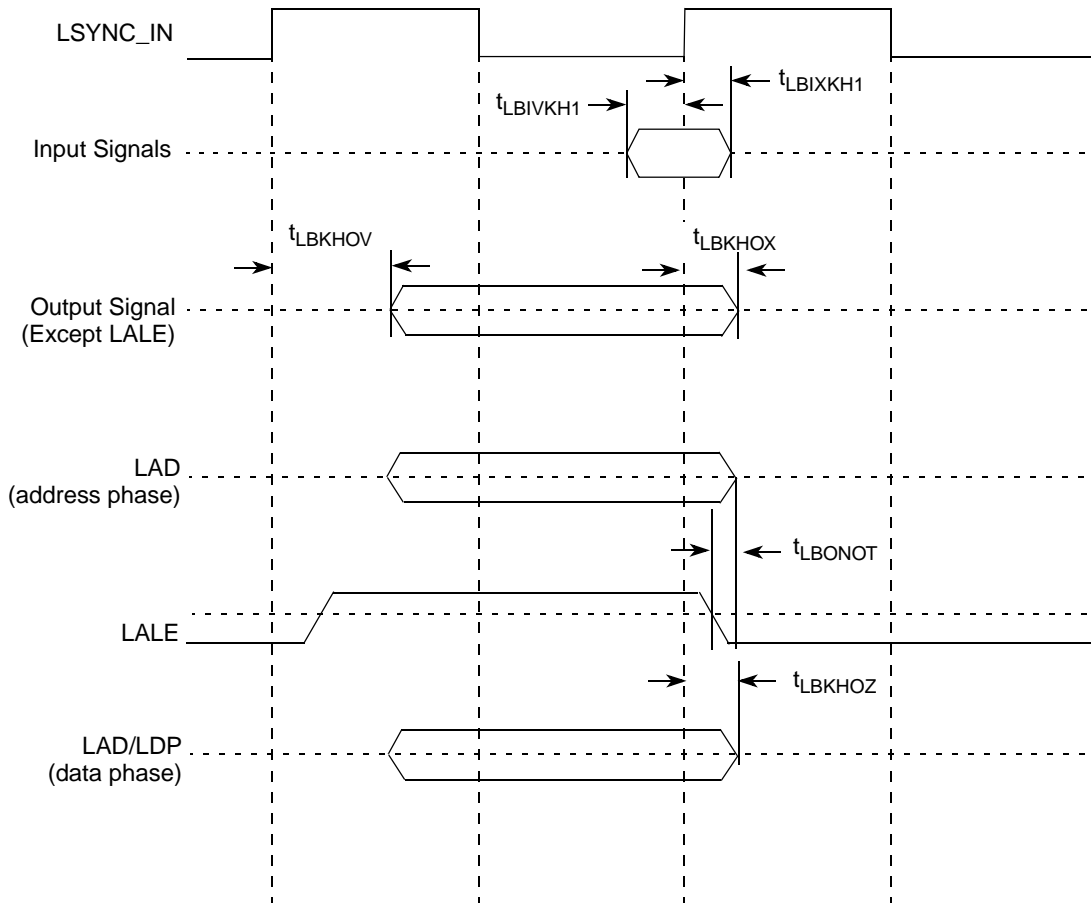 LSYNC_IN
tLBIXKH1
tLBIVKH1
Input Signals
tLBKHOV
tLBKHOX
Output Signal
(Except LALE)
LAD
(address phase)
tLBONOT
LALE
tLBKHOZ
LAD/LDP
(data phase)